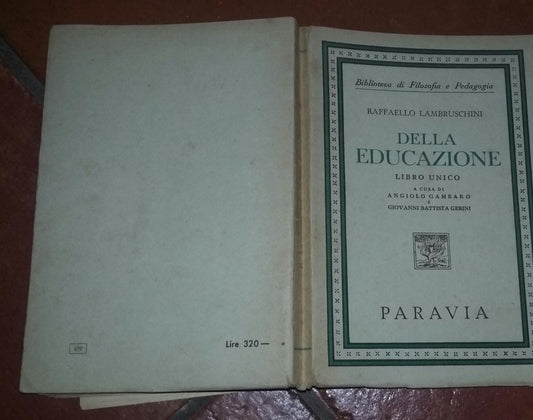 Biblioteca di Filosofia e Pedagogia
RAFFAELLO LAMBRUSCHINI
DELLA
EDUCAZIONE
LIBRO UNICO
A CURA DI
ANGIOLO GAMBARO
E
GIOVANNI BATTISTA GERINI
PARAVIA
Lire 320—